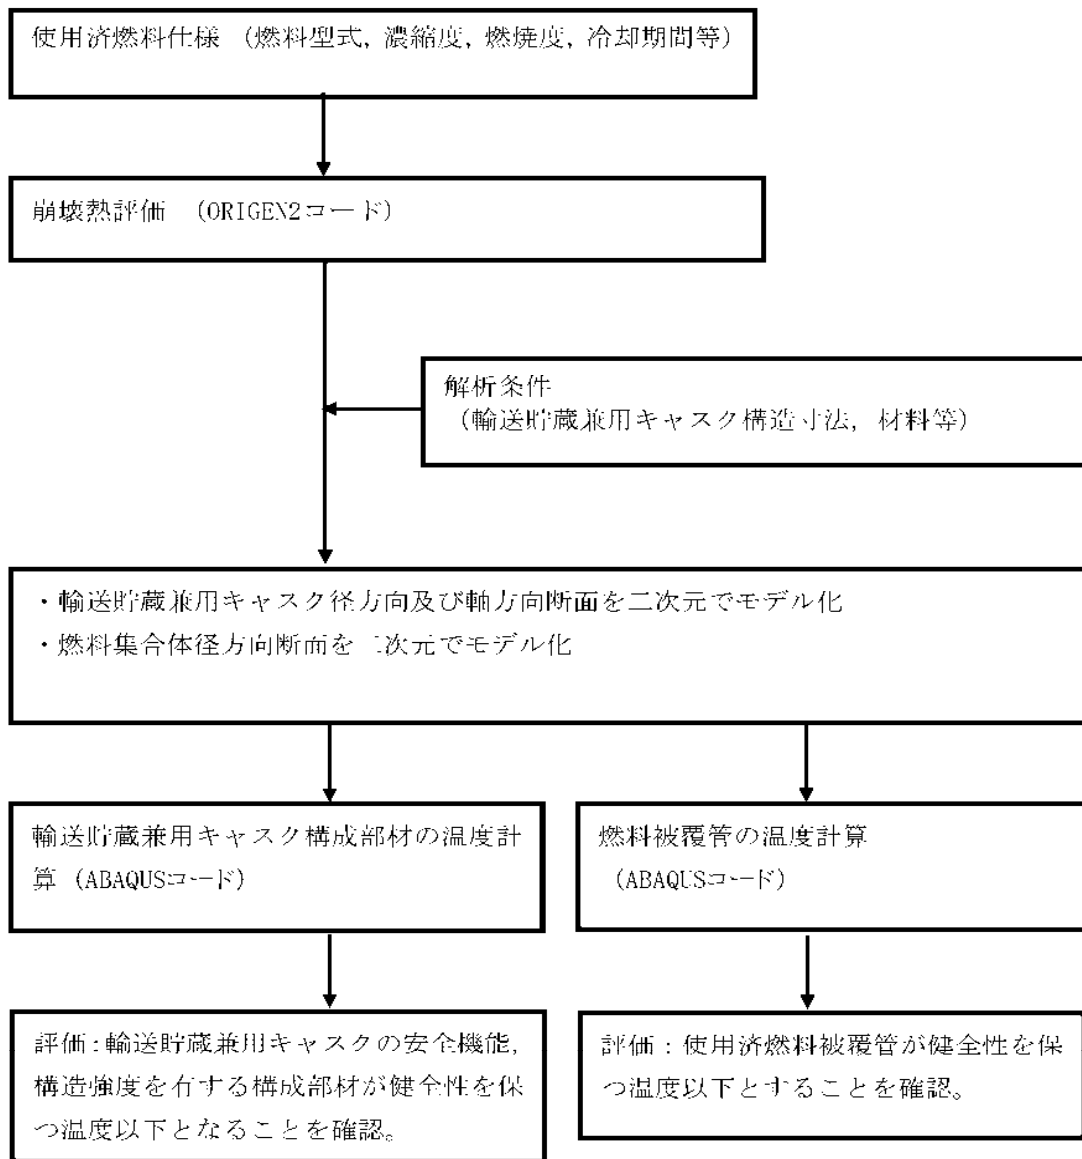 使用済燃料仕様 (燃料型式, 濃縮度, 燃焼度, 冷却期間等)
崩壊熱評価 (ORIGEN2コード)
解析条件
(輸送貯蔵兼用キャスク構造寸法, 材料等)
・輸送貯蔵兼用キャスク径方向及び軸方向断面を二次元でモデル化
・燃料集合体径方向断面を二次元でモデル化
輸送貯蔵兼用キャスク構成部材の温度計
算 (ABAQUSコード)
燃料被覆管の温度計算
(ABAQUSコード)
評価:輸送貯蔵兼用キャスクの安全機能,
構造強度を有する構成部材が健全性を保
つ温度以下となることを確認。
評価:使用済燃料被覆管が健全性を保
つ温度以下とすることを確認。